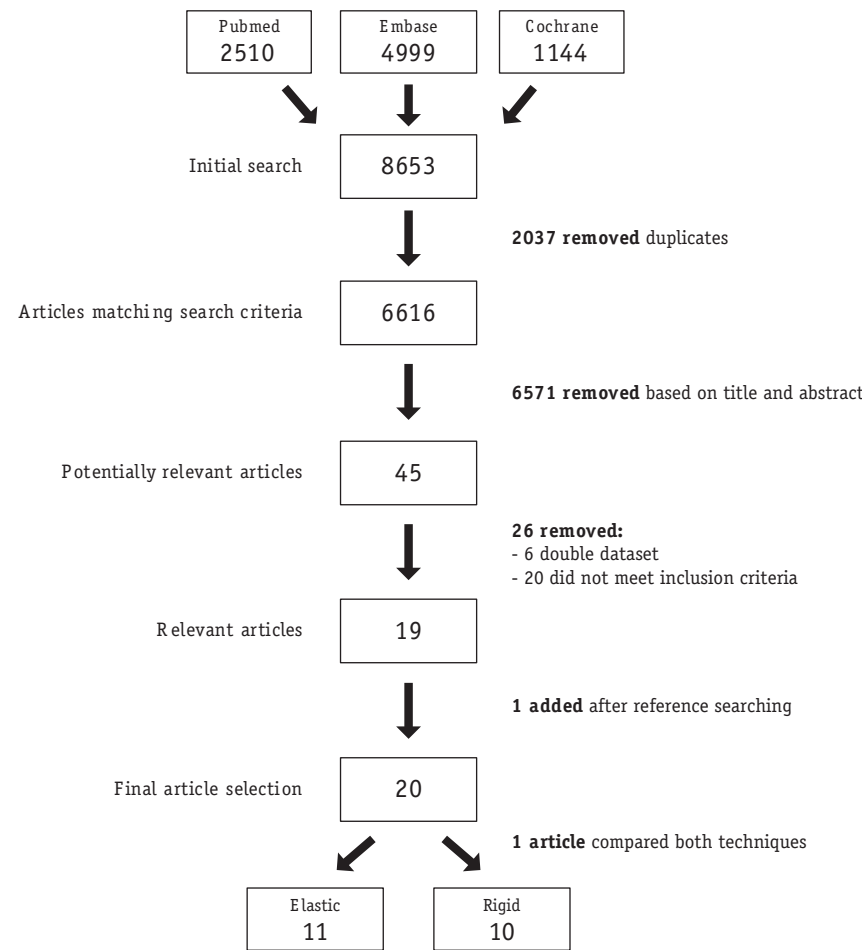 Pubmed
2510
Embase
4999
Cochrane
1144
Initial search
8653
2037 removed duplicates
Articles matching search criteria
6616
6571 removed based on title and abstract
Potentially relevant articles
45
26 removed:
- 6 double dataset
- 20 did not meet inclusion criteria
Relevant articles
19
1 added after reference searching
Final article selection
20
1 article compared both techniques
Elastic
11
Rigid
10